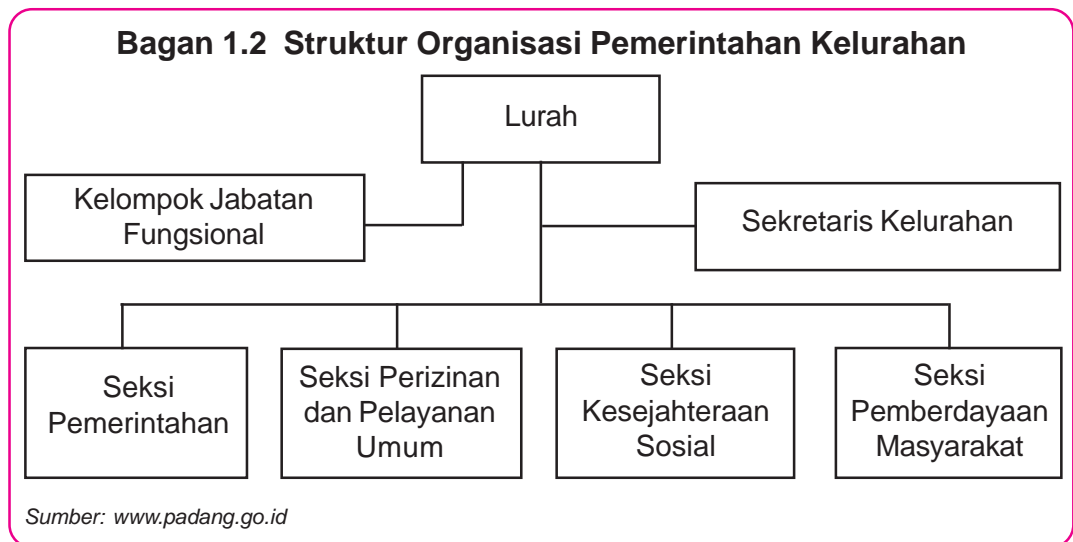 Bagan 1.2 Struktur Organisasi Pemerintahan Kelurahan
Lurah
Kelompok Jabatan
Fungsional
Sekretaris Kelurahan
Seksi
Pemerintahan
Seksi Perizinan
dan Pelayanan
Umum
Seksi
Kesejahteraan
Sosial
Seksi
Pemberdayaan
Masyarakat
Sumber: www.padang.go.id